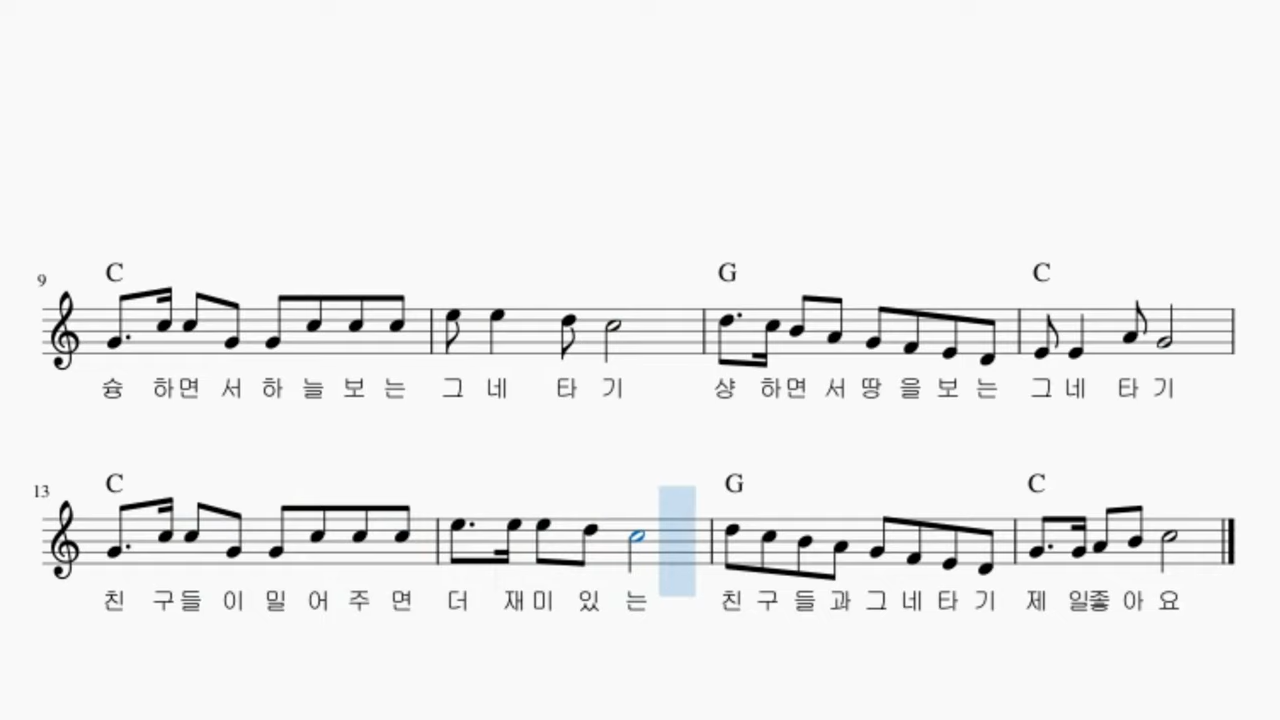 9 C G C
슝 하면 서 하 늘 보 는 그 네 타 기 샹 하면 서 땅 을 보 는 그 네 타 기
13 C G C
친 구들 이 밀 어 주 면 더 재미 있 는 친 구 들 과 그 네 타 기 제 일좋 아 요